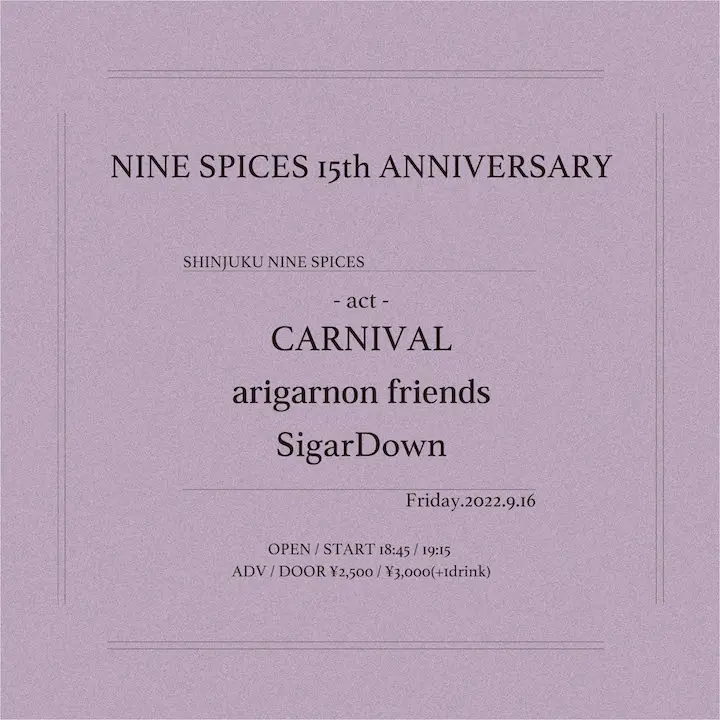 NINE SPICES 15th ANNIVERSARY
SHINJUKU NINE SPICES
- act -
CARNIVAL
arigarnon friends
SigarDown
Friday.2022.9.16
OPEN / START 18:45 / 19:15
ADV / DOOR ¥2,500 / ¥3,000(+1drink)